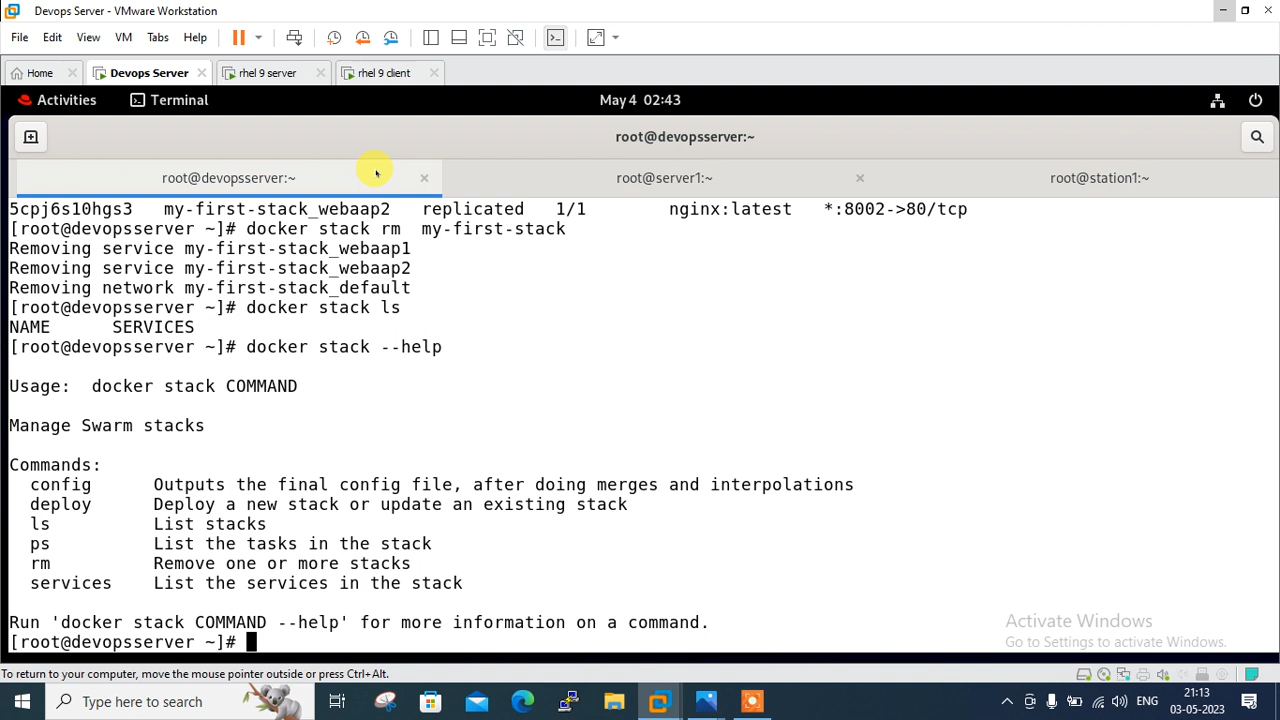 Devops Server - VMware Workstation
File Edit View VM Tabs Help
Home Devops Server rhel 9 server rhel 9 client
Activities Terminal May 4 02:43
root@devopsserver:~
root@devopsserver:~ root@server1:~ root@station1:~
5cpj6s10hgs3 my-first-stack_webaap2 replicated 1/1 nginx:latest *:8002->80/tcp
[root@devopsserver ~]# docker stack rm my-first-stack
Removing service my-first-stack_webaap1
Removing service my-first-stack_webaap2
Removing network my-first-stack_default
[root@devopsserver ~]# docker stack ls
NAME SERVICES
[root@devopsserver ~]# docker stack --help
Usage: docker stack COMMAND
Manage Swarm stacks
Commands:
config Outputs the final config file, after doing merges and interpolations
deploy Deploy a new stack or update an existing stack
ls List stacks
ps List the tasks in the stack
rm Remove one or more stacks
services List the services in the stack
Run 'docker stack COMMAND --help' for more information on a command.
[root@devopsserver ~]#
Activate Windows
Go to Settings to activate Windows.
To return to your computer, move the mouse pointer outside or press Ctrl+Alt.
Type here to search
ENG
21:13
03-05-2023